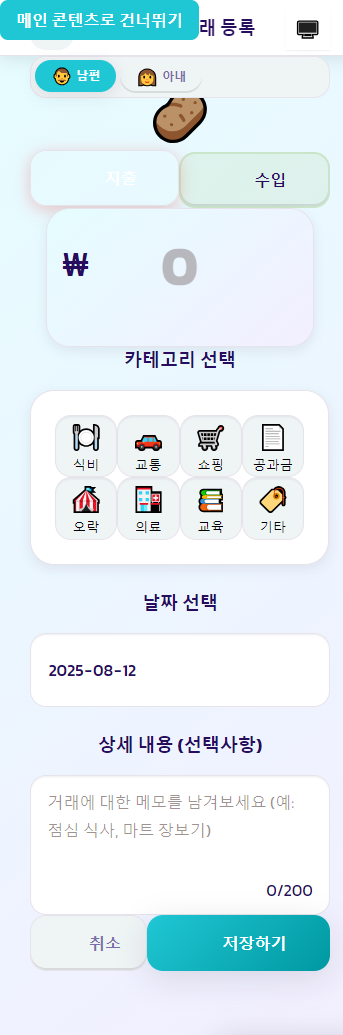 메인 콘텐츠로 건너뛰기
래 등록
남편
아내
지출
수입
₩
0
카테고리 선택
식비
교통
쇼핑
공과금
오락
의료
교육
기타
날짜 선택
2025-08-12
상세 내용 (선택사항)
거래에 대한 메모를 남겨보세요 (예:
점심 식사, 마트 장보기)
0/200
취소
저장하기